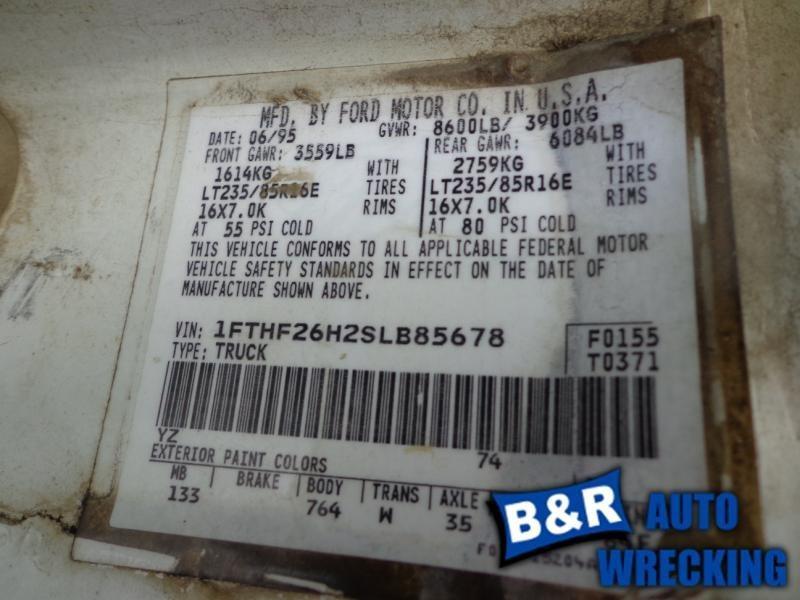 MFD. BY FORD MOTOR CO. IN U.S.A.
DATE: 06/95 GVWR: 8600LB/ 3900KG
FRONT GAWR: 3559LB REAR GAWR: 6084LB
1614KG WITH 2759KG WITH
LT235/85R16E TIRES LT235/85R16E TIRES
16X7.0K RIMS 16X7.0K RIMS
AT 55 PSI COLD AT 80 PSI COLD
THIS VEHICLE CONFORMS TO ALL APPLICABLE FEDERAL MOTOR
VEHICLE SAFETY STANDARDS IN EFFECT ON THE DATE OF
MANUFACTURE SHOWN ABOVE.
VIN: 1FTHF26H2SLB85678 F0155
TYPE: TRUCK T0371
YZ 74
EXTERIOR PAINT COLORS
MB BRAKE BODY TRANS AXLE
133 764 W 35
B&R AUTO
WRECKING